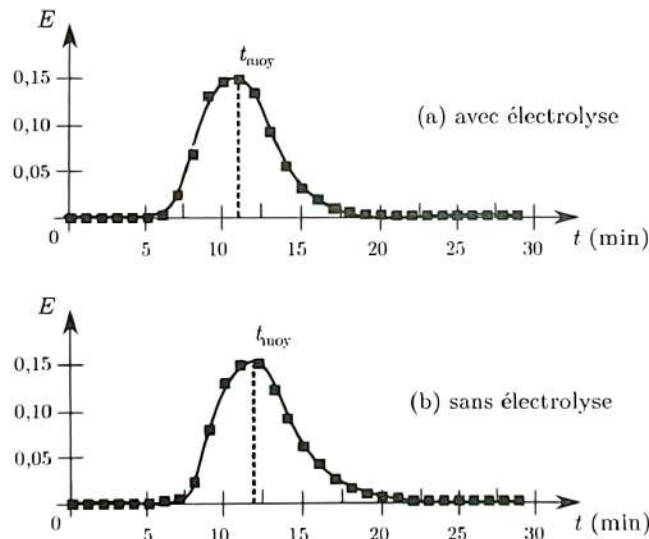 E
t_moy
0,15
0,10
0,05
(a) avec électrolyse
0 5 10 15 20 25 30 t (min)
E
t_moy
0,15
0,10
0,05
(b) sans électrolyse
0 5 10 15 20 25 30 t (min)